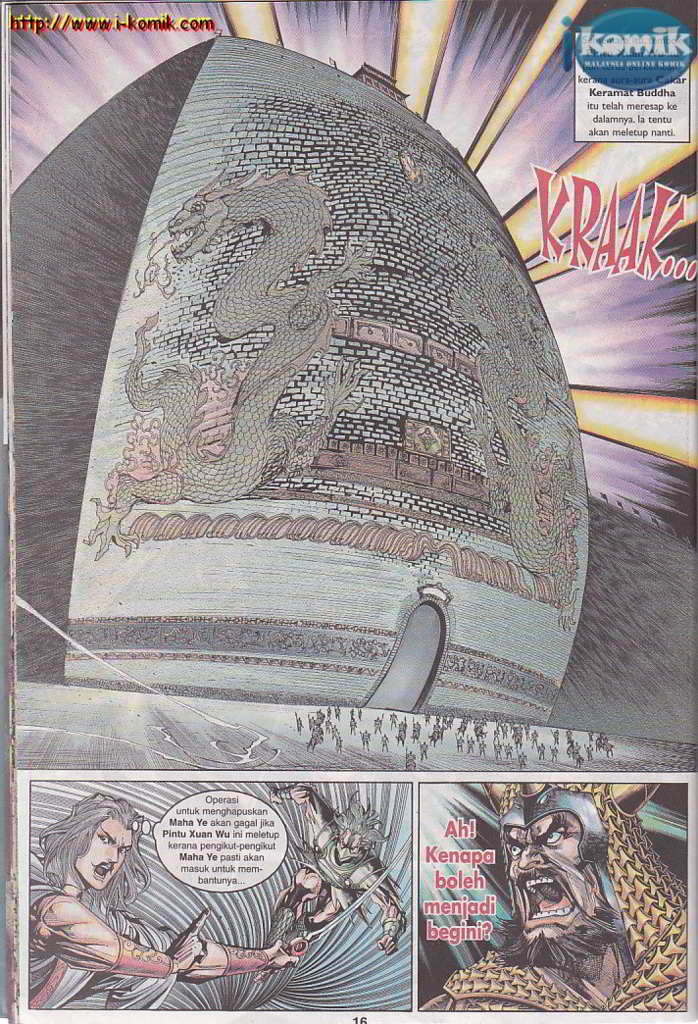 http://www.i-komik.com
komik
MALAYSIA ONLINE KOMIK
kerana aura-aura Cakar
Keramat Buddha
itu telah meresap ke
dalamnya. Ia tentu
akan meletup nanti.
KRAAK...
Operasi
untuk menghapuskan
Maha Ye akan gagal jika
Pintu Xuan Wu ini meletup
kerana pengikut-pengikut
Maha Ye pasti akan
masuk untuk mem-
bantunya...
Ah!
Kenapa
boleh
menjadi
begini?
16